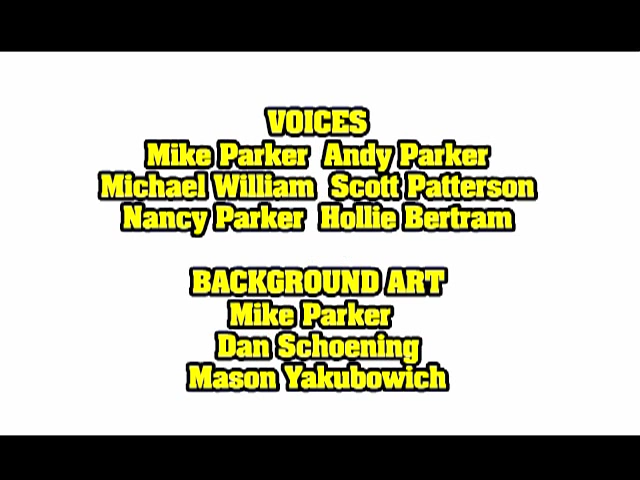 VOICES
Mike Parker Andy Parker
Michael William Scott Patterson
Nancy Parker Hollie Bertram
BACKGROUND ART
Mike Parker
Dan Schoening
Mason Yakubowich